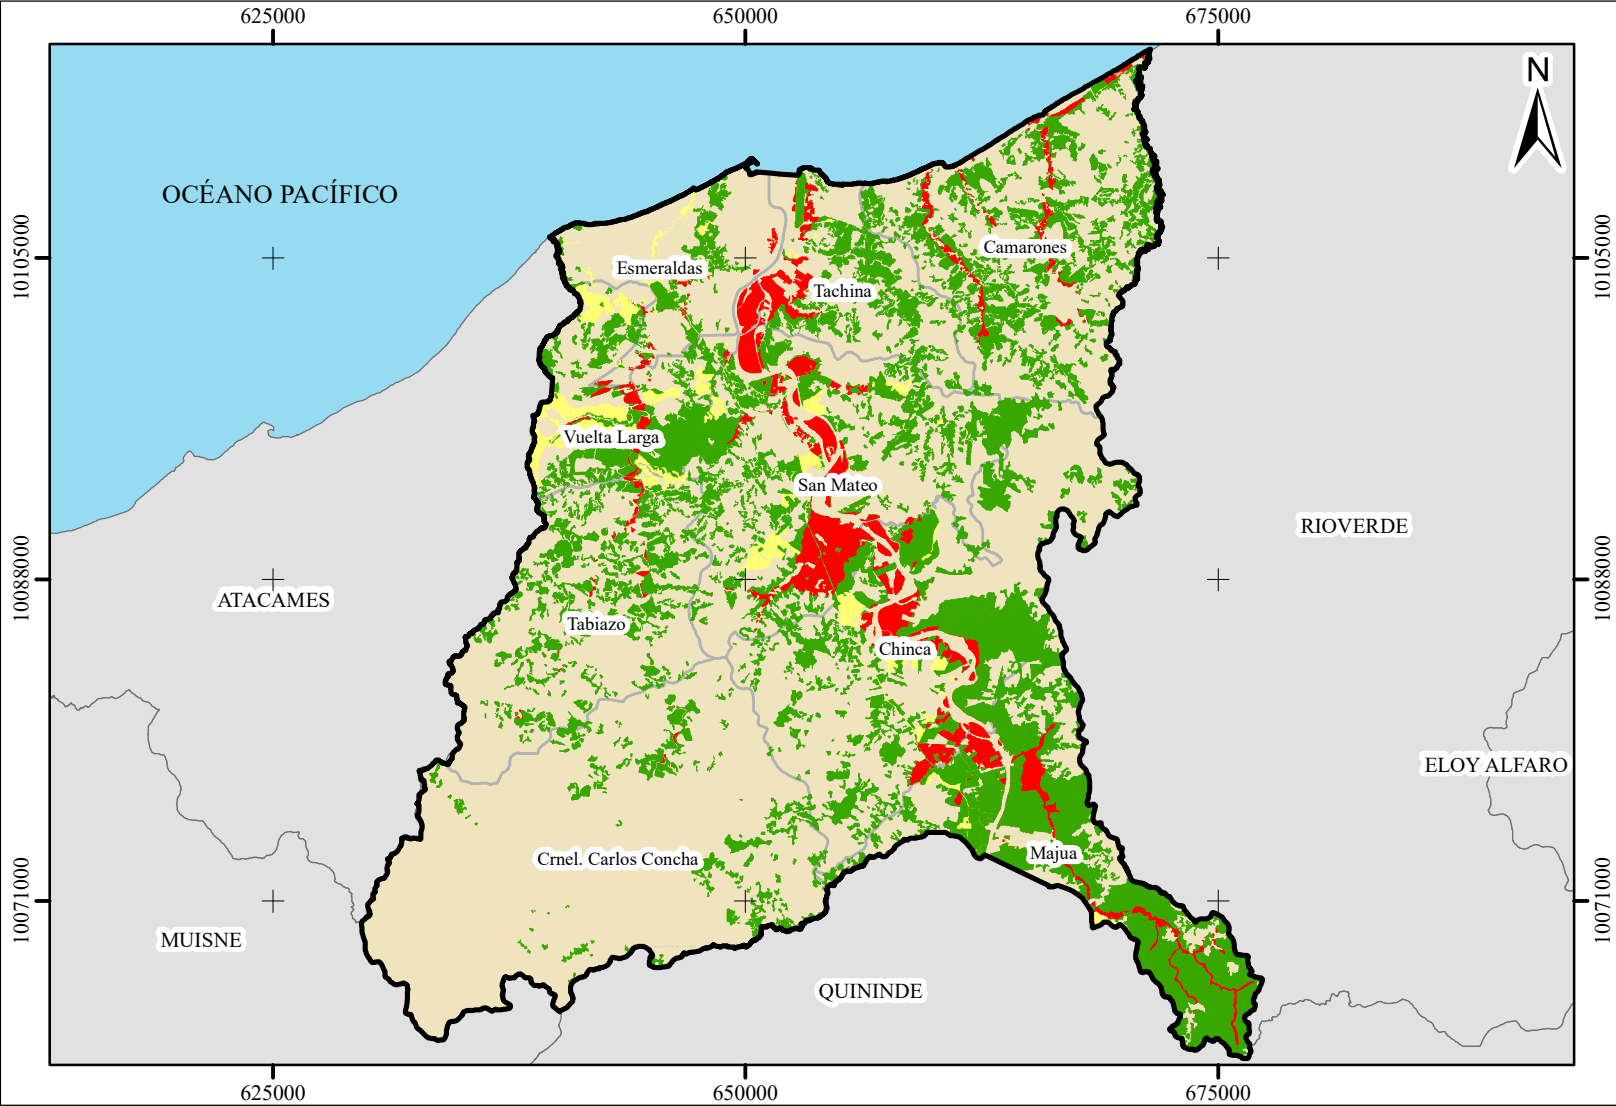 625000
650000
675000
N
OCÉANO PACÍFICO
10105000
10105000
Camarones
Esmeraldas
Tachina
Vuelta Larga
San Mateo
RIOVERDE
10088000
10088000
ATACAMES
Tabiazo
Chinca
ELOY ALFARO
Majua
Crnel. Carlos Concha
10071000
10071000
MUISNE
QUININDE
625000
650000
675000